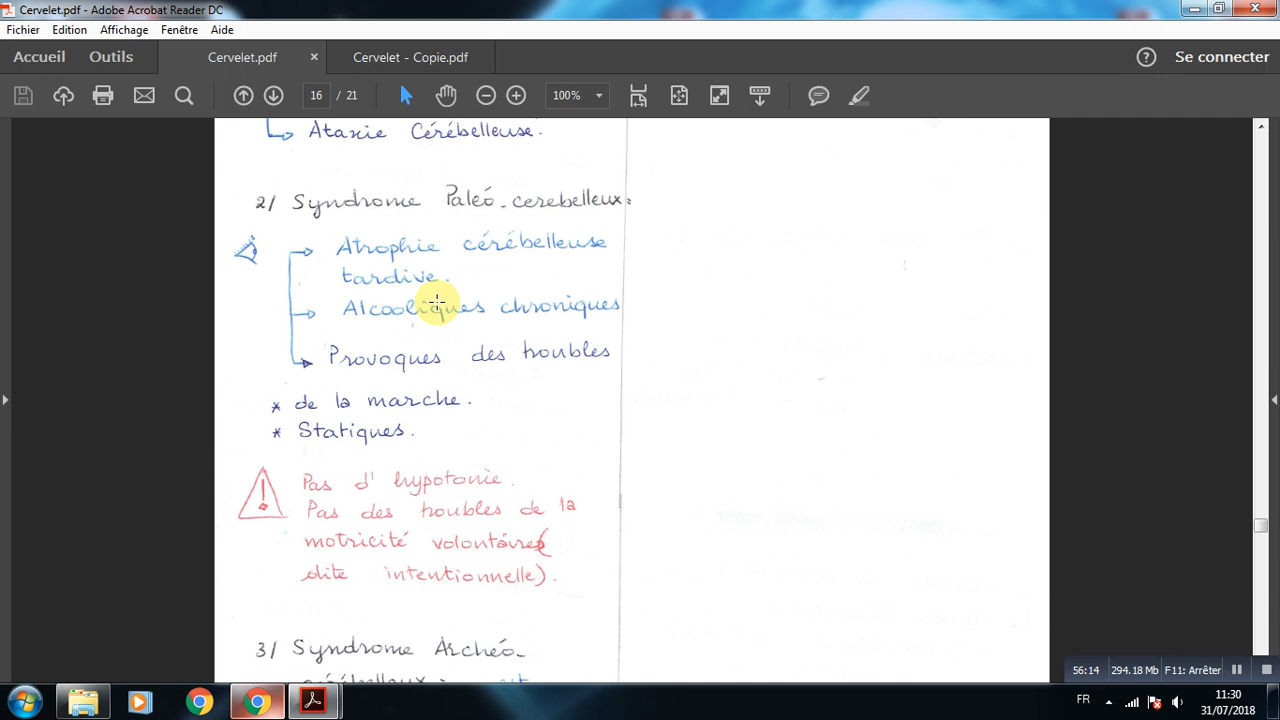 Cervelet.pdf - Adobe Acrobat Reader DC
Fichier Edition Affichage Fenêtre Aide
Accueil Outils Cervelet.pdf × Cervelet - Copie.pdf ? Se connecter
16 / 21 100%
Ataxie Cérébelleuse.
2/ Syndrome Paléo-cerebelleux:
Atrophie cérébelleuse
tardive.
Alcooliques chroniques
Provoques des troubles
* de la marche.
* Statiques.
Pas d'hypotonie.
Pas des troubles de la
motricité volontaires(
dite intentionnelle).
3/ Syndrome Archéo-
56:14 294.18 Mb F11: Arrêter
FR 11:30
31/07/2018